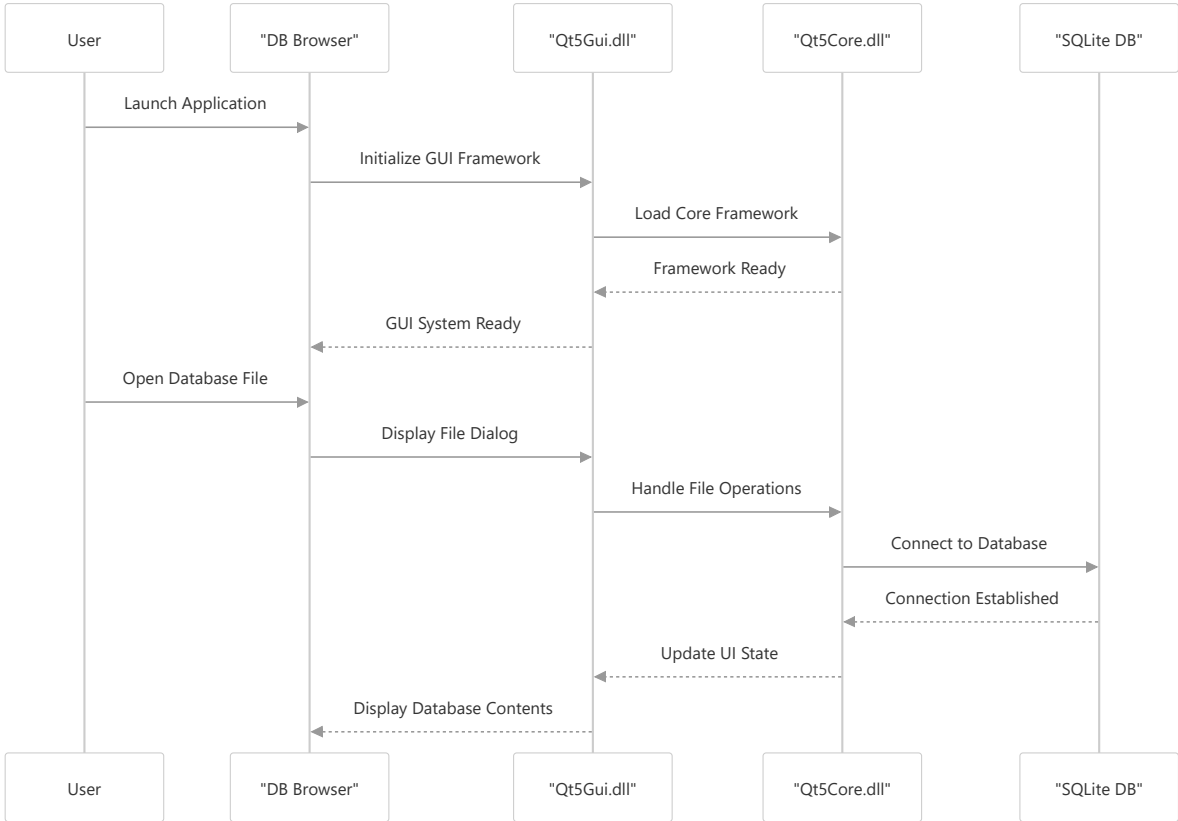 User
"DB Browser"
"Qt5Gui.dll"
"Qt5Core.dll"
"SQLite DB"
Launch Application
Initialize GUI Framework
Load Core Framework
Framework Ready
GUI System Ready
Open Database File
Display File Dialog
Handle File Operations
Connect to Database
Connection Established
Update UI State
Display Database Contents
User
"DB Browser"
"Qt5Gui.dll"
"Qt5Core.dll"
"SQLite DB"